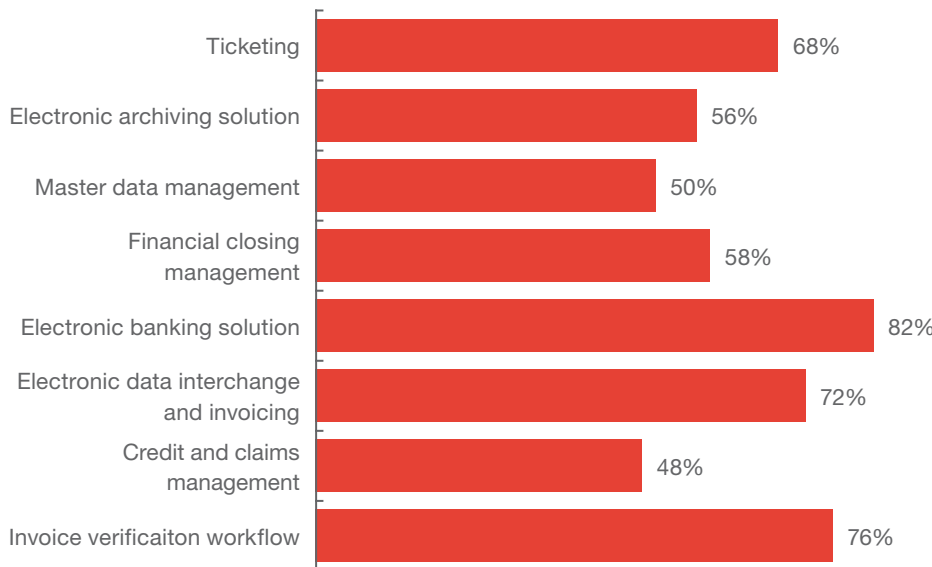 Ticketing
68%
Electronic archiving solution
56%
Master data management
50%
Financial closing
management
58%
Electronic banking solution
82%
Electronic data interchange
and invoicing
72%
Credit and claims
management
48%
Invoice verificaiton workflow
76%